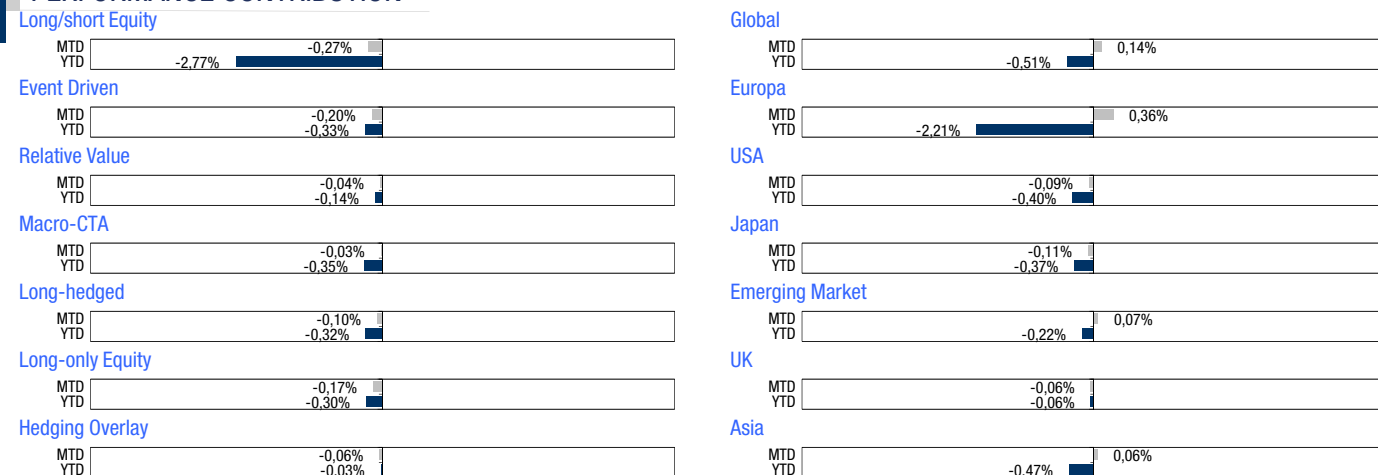 PERFORMANCE CONTRIBUTION
Long/short Equity
MTD -0,27%
YTD -2,77%
Event Driven
MTD -0,20%
YTD -0,33%
Relative Value
MTD -0,04%
YTD -0,14%
Macro-CTA
MTD -0,03%
YTD -0,35%
Long-hedged
MTD -0,10%
YTD -0,32%
Long-only Equity
MTD -0,17%
YTD -0,30%
Hedging Overlay
MTD -0,06%
YTD -0,03%
Global
MTD 0,14%
YTD -0,51%
Europa
MTD 0,36%
YTD -2,21%
USA
MTD -0,09%
YTD -0,40%
Japan
MTD -0,11%
YTD -0,37%
Emerging Market
MTD 0,07%
YTD -0,22%
UK
MTD -0,06%
YTD -0,06%
Asia
MTD 0,06%
YTD -0,47%